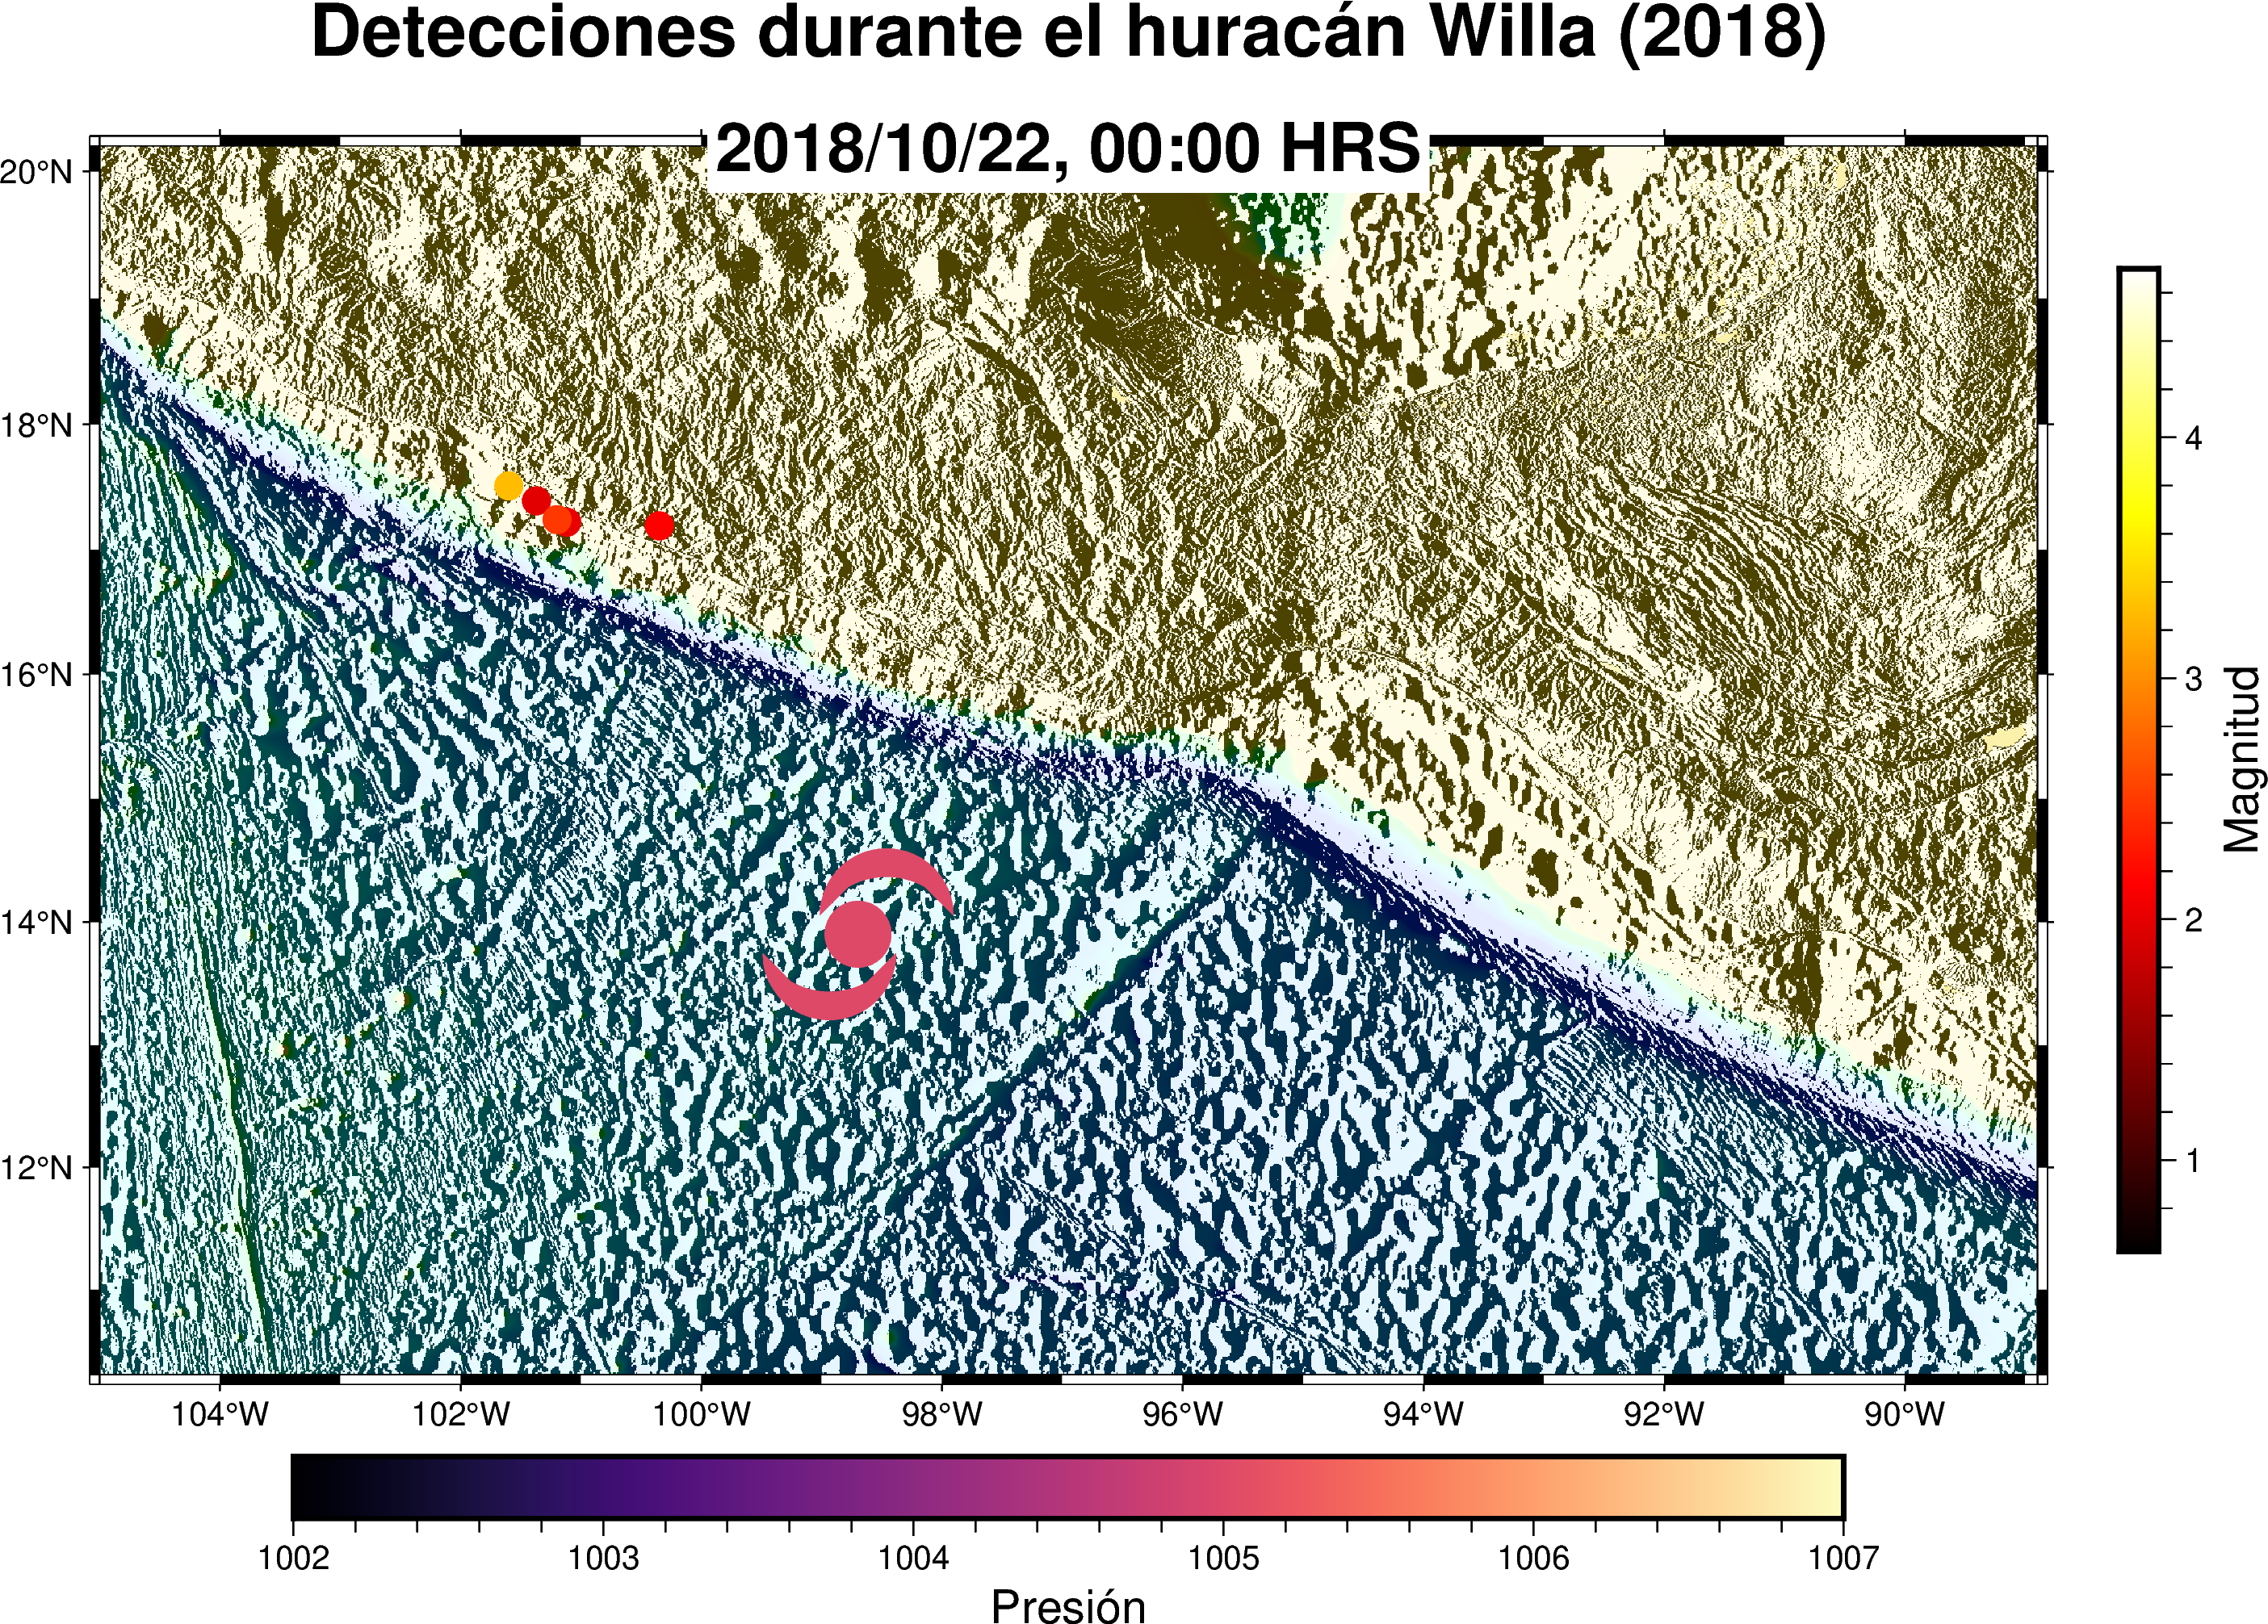 Detecciones durante el huracán Willa (2018)
2018/10/22, 00:00 HRS
20°N
18°N
16°N
14°N
12°N
104°W
102°W
100°W
98°W
96°W
94°W
92°W
90°W
4
3
2
1
Magnitud
1002
1003
1004
1005
1006
1007
Presión